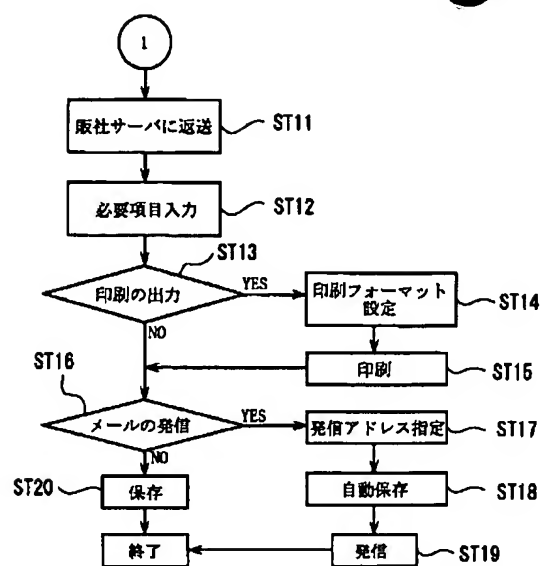 1
販社サーバに返送
ST11
必要項目入力
ST12
ST13
印刷の出力
YES
印刷フォーマット
設定
ST14
NO
印刷
ST15
ST16
メールの発信
YES
発信アドレス指定
ST17
NO
ST20
保存
自動保存
ST18
終了
発信
ST19